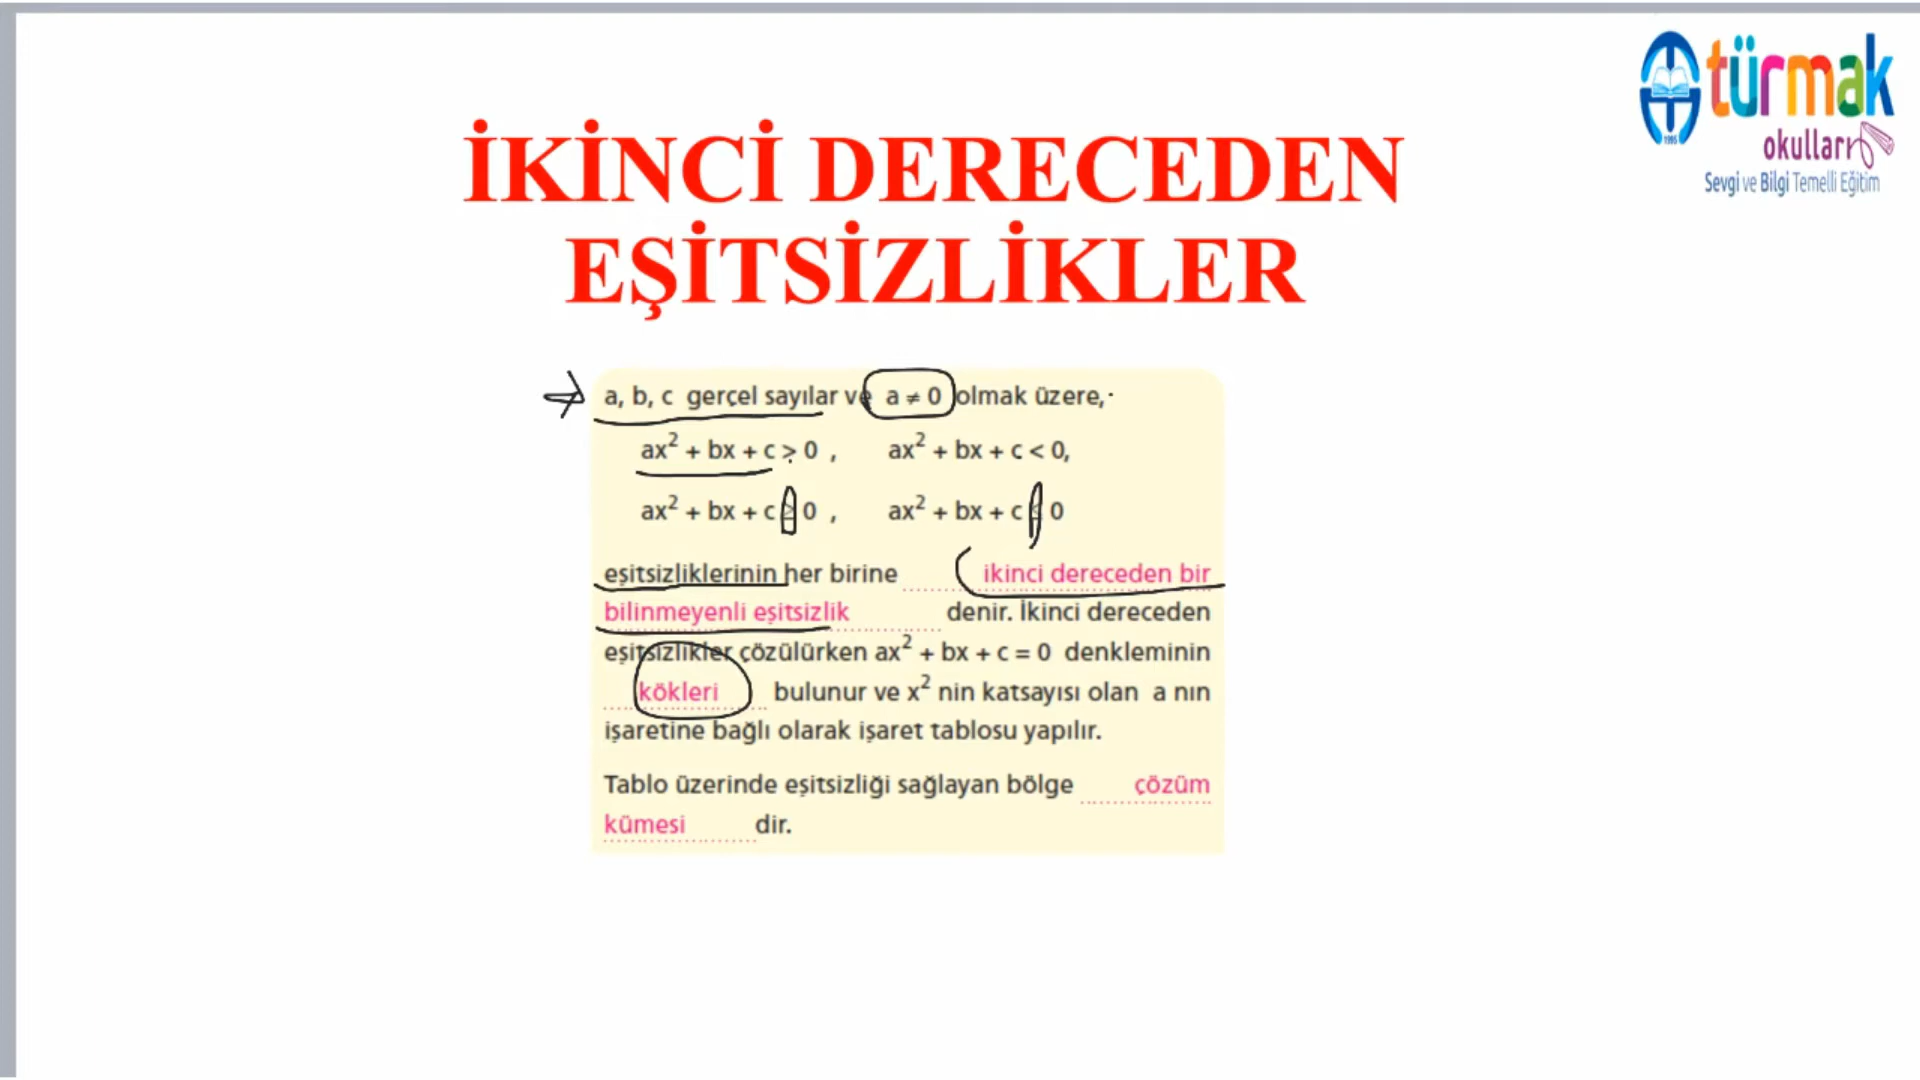 türmak
okulları
1995
Sevgi ve Bilgi Temelli Eğitim
İKİNCİ DERECEDEN
EŞİTSİZLİKLER
a, b, c gerçel sayılar ve a ≠ 0 olmak üzere,
ax² + bx + c > 0 , ax² + bx + c < 0,
ax² + bx + c ≥ 0 , ax² + bx + c ≤ 0
eşitsizliklerinin her birine ikinci dereceden bir
bilinmeyenli eşitsizlik denir. İkinci dereceden
eşitsizlikler çözülürken ax² + bx + c = 0 denkleminin
kökleri bulunur ve x² nin katsayısı olan a nın
işaretine bağlı olarak işaret tablosu yapılır.
Tablo üzerinde eşitsizliği sağlayan bölge çözüm
kümesi dir.